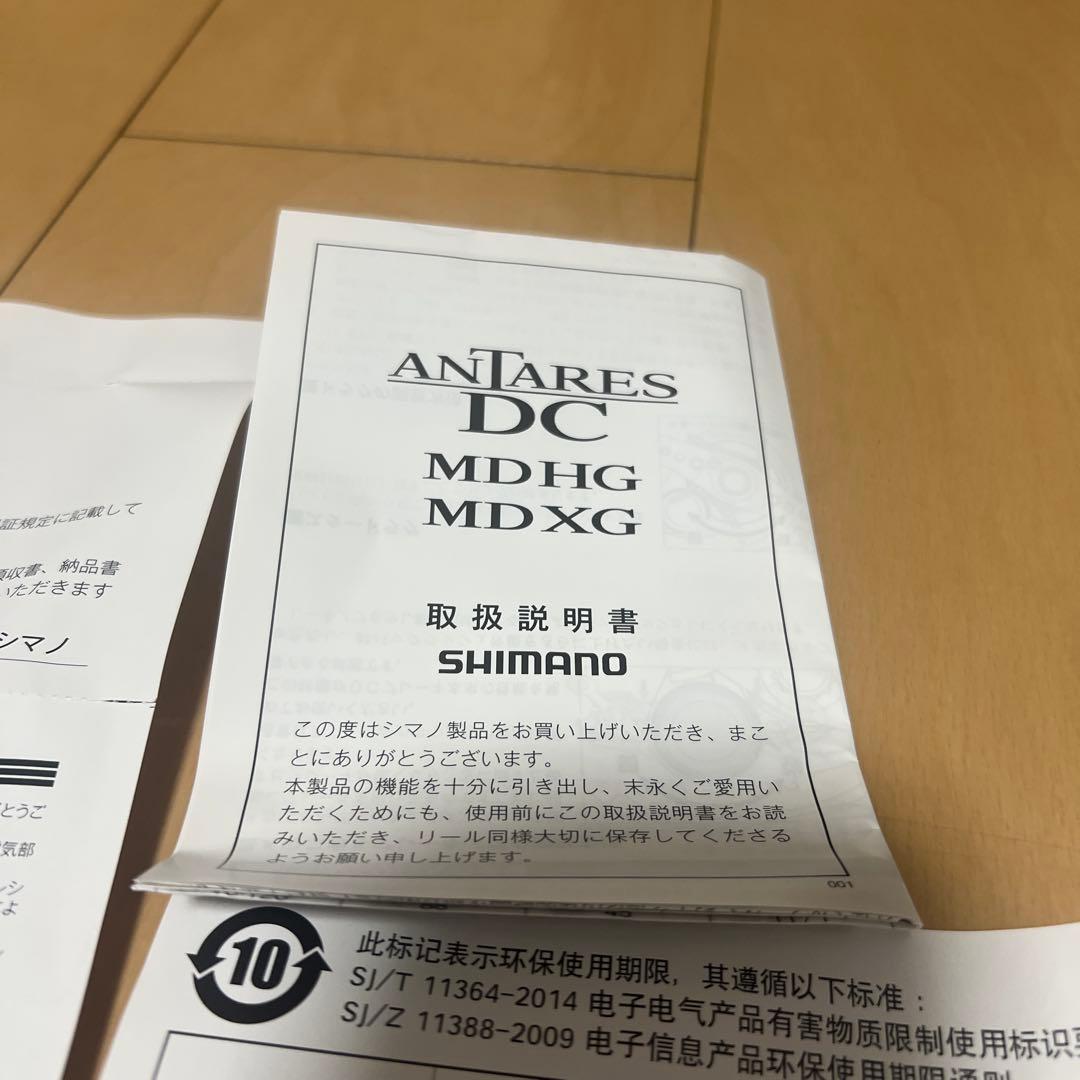 ANTARES
DC
MD HG
MD XG
取扱説明書
SHIMANO
この度はシマノ製品をお買い上げいただき、まこ
とにありがとうございます。
本製品の機能を十分に引き出し、末永くご愛用い
ただくためにも、使用前にこの取扱説明書をお読
みいただき、リール同様大切に保存してくださる
ようお願い申し上げます。
001
証規定に記載して
領収書、納品書
いただきます
シマノ
とうご
気部
10
此标记表示环保使用期限，其遵循以下标准：
SJ/T 11364-2014 电子电气产品有害物质限制使用标识要
SJ/Z 11388-2009 电子信息产品环保使用期限通则